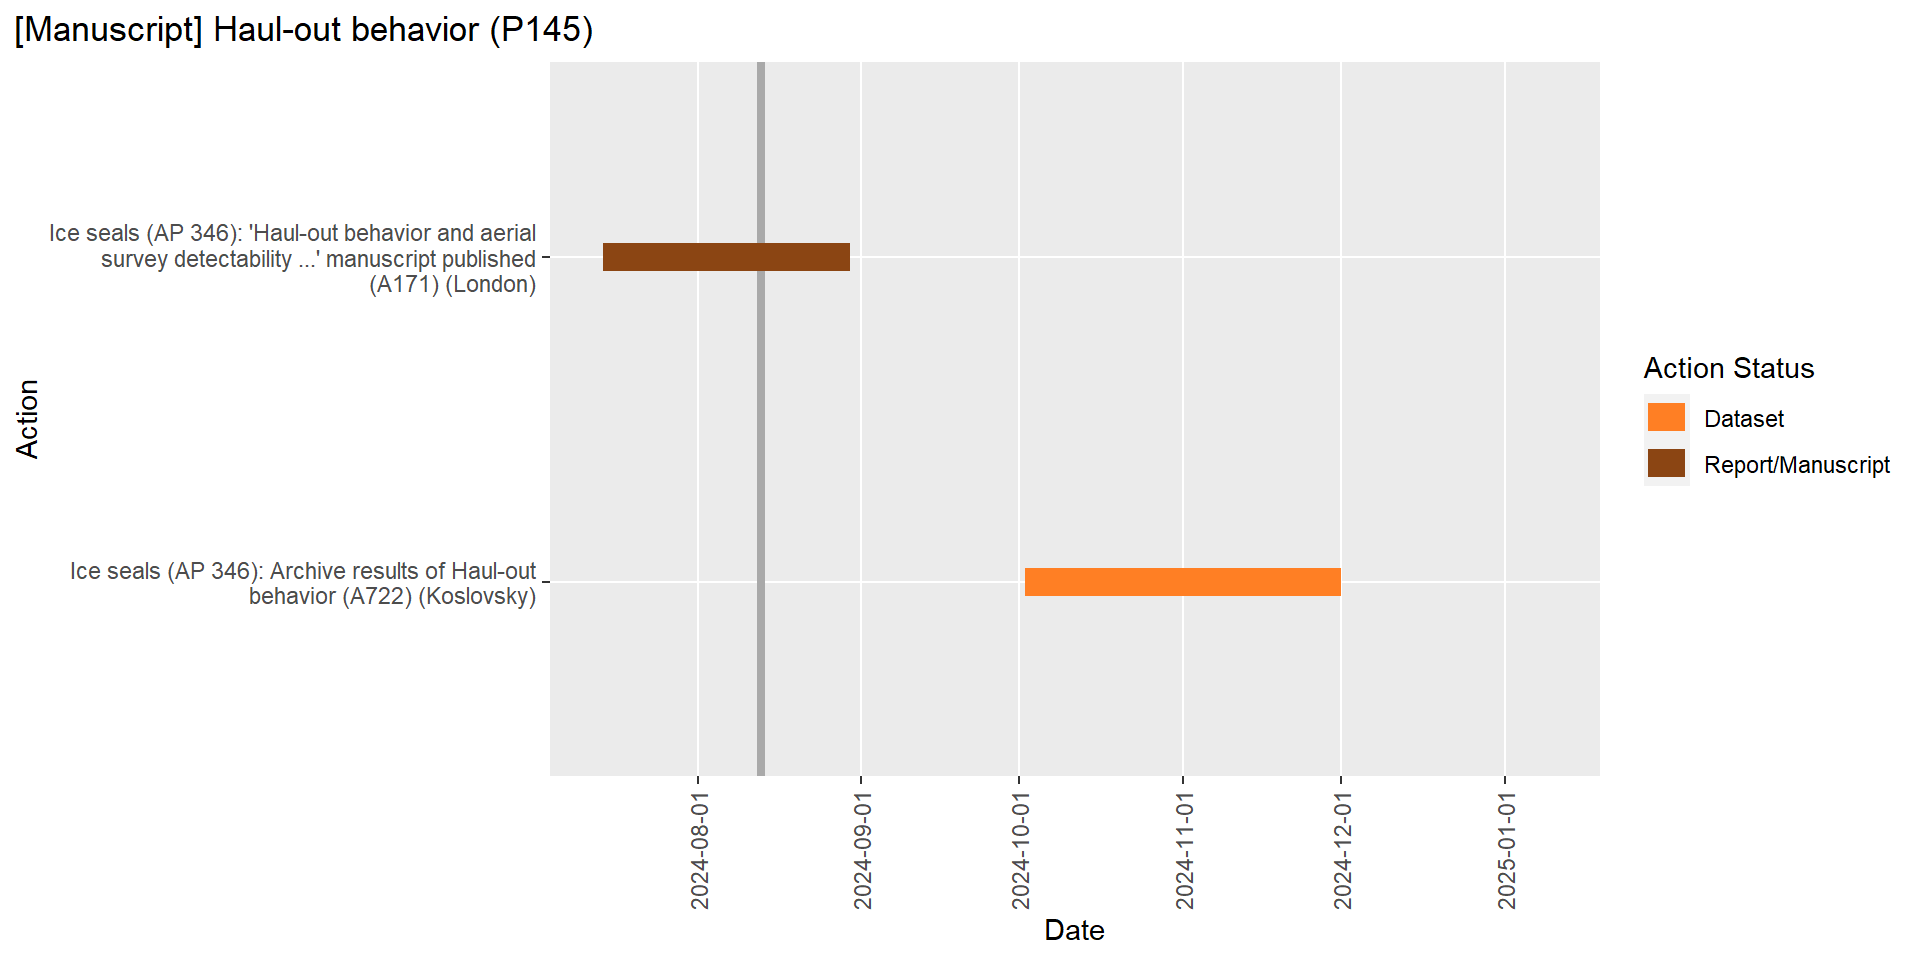 [Manuscript] Haul-out behavior (P145)
Ice seals (AP 346): 'Haul-out behavior and aerial
survey detectability ...' manuscript published
(A171) (London)
Action
Ice seals (AP 346): Archive results of Haul-out
behavior (A722) (Koslovsky)
2024-08-01
2024-09-01
2024-10-01
2024-11-01
2024-12-01
2025-01-01
Date
Action Status
Dataset
Report/Manuscript